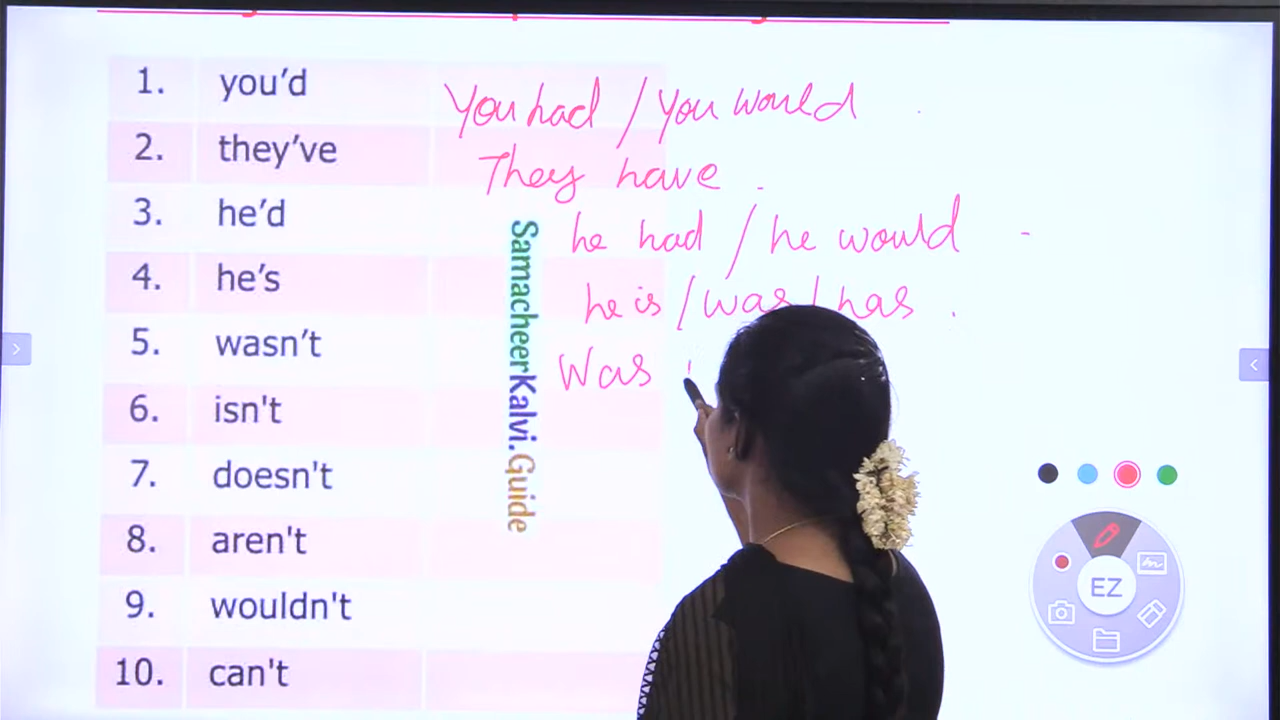 1. you'd You had / You would
2. they've They have
3. he'd he had / he would
4. he's he is / was / has
5. wasn't Was
6. isn't
7. doesn't
8. aren't
9. wouldn't
10. can't
SamacheerKalvi.Guide
EZ